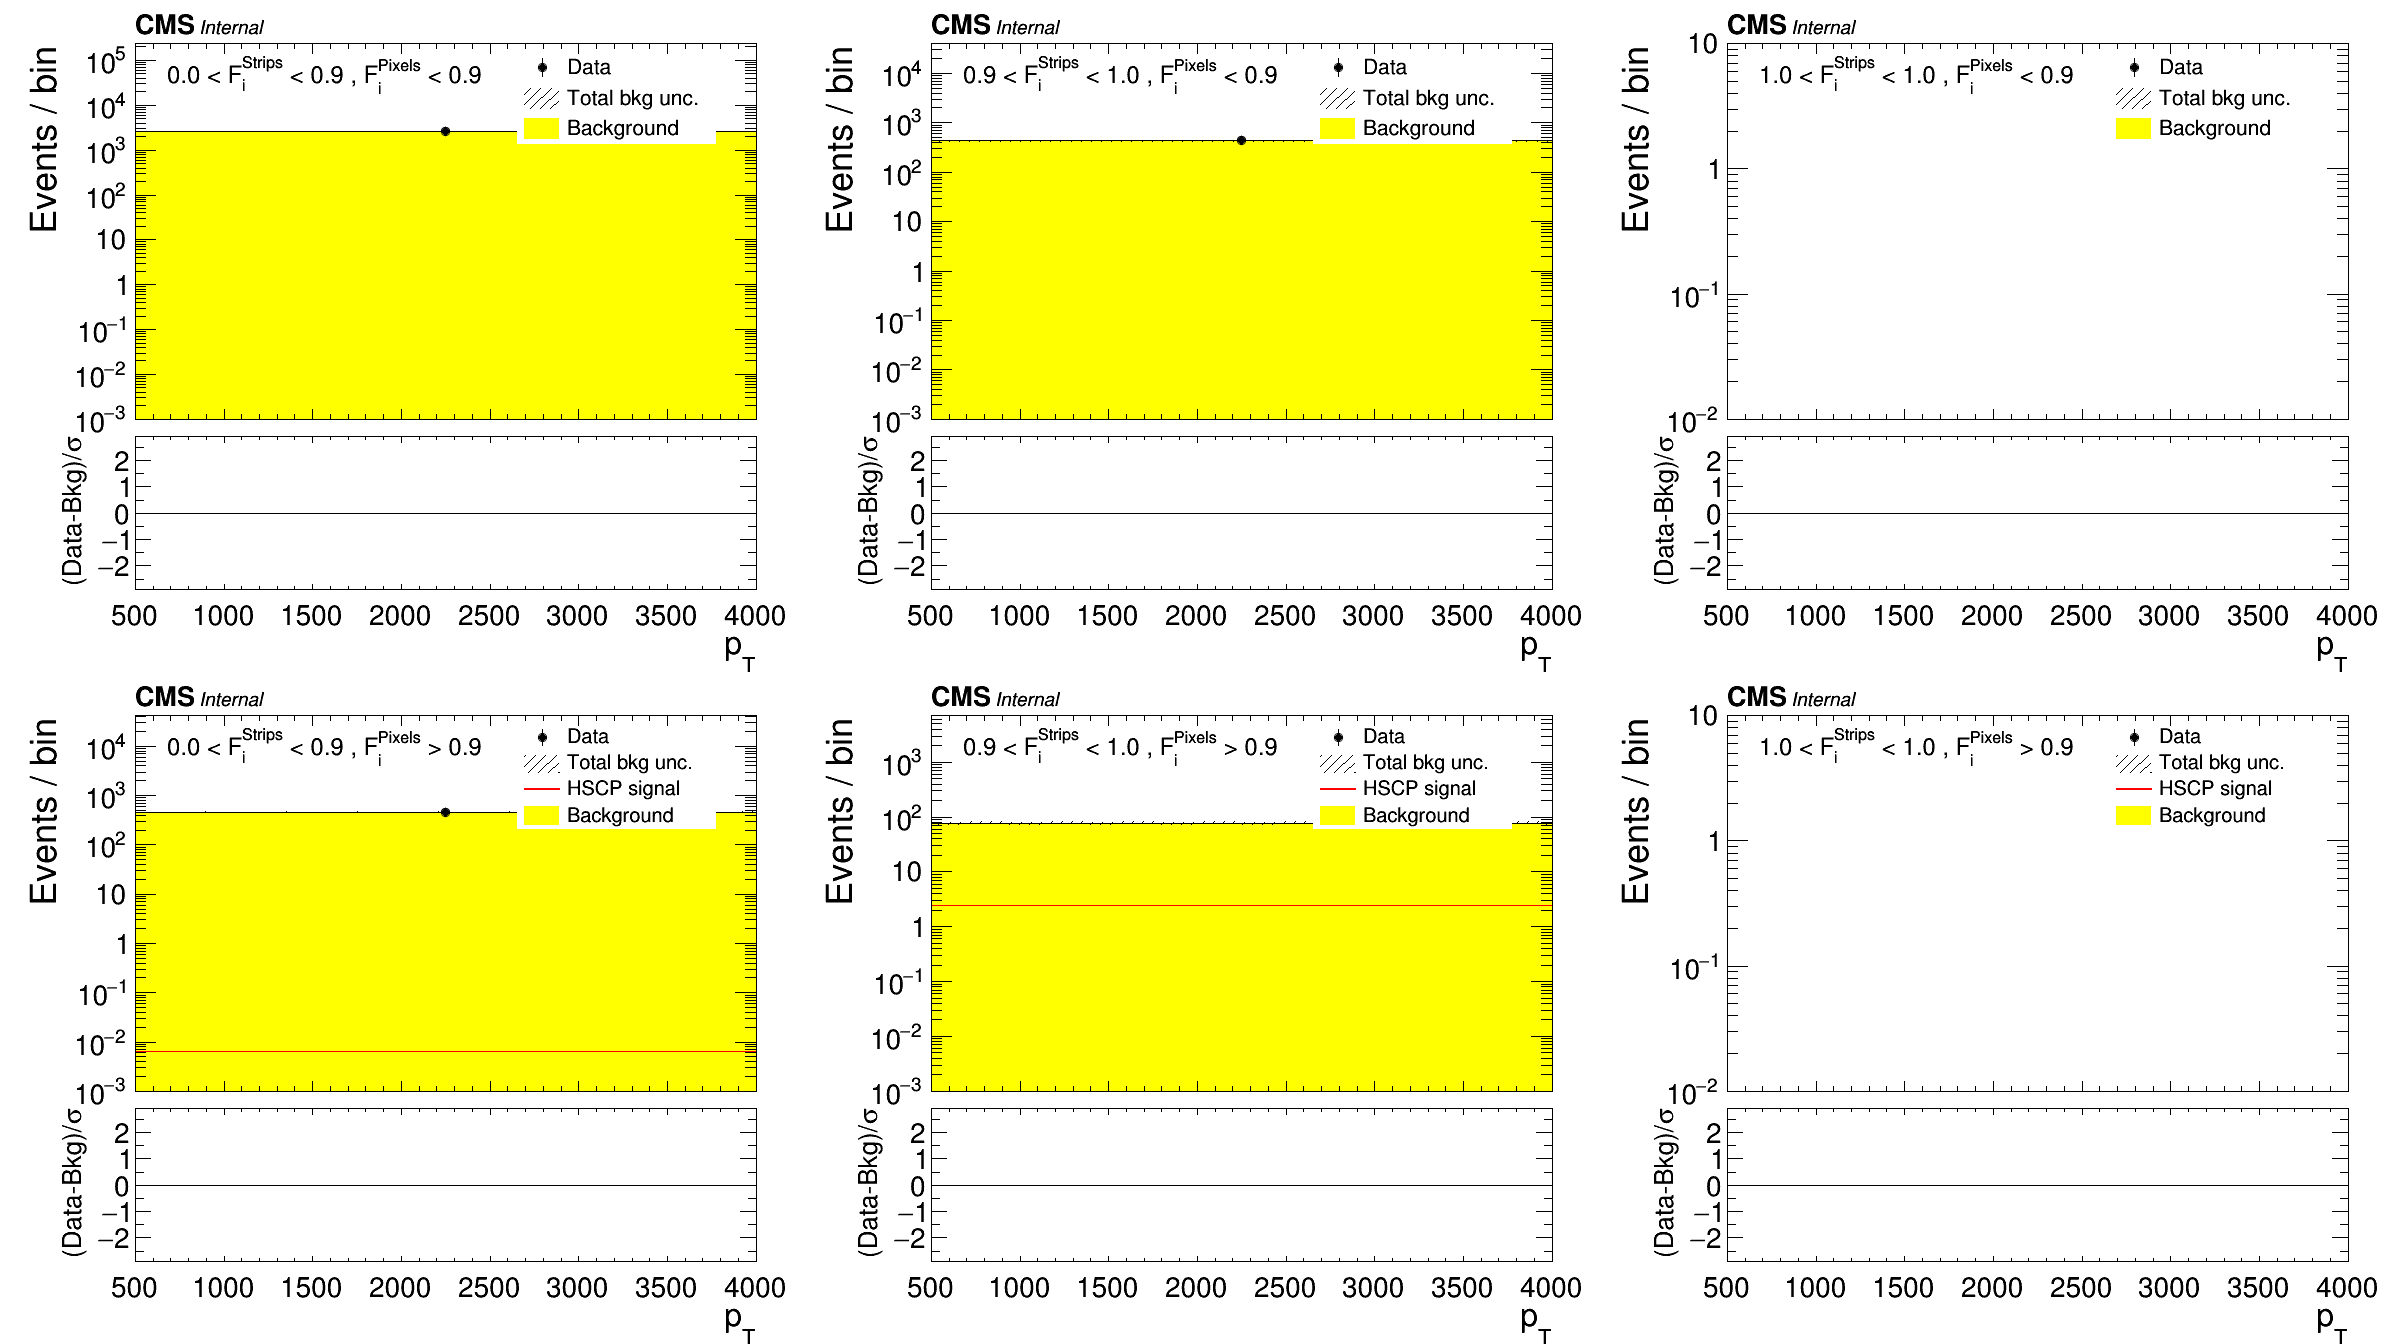 CMS Internal
Events / bin
10^5
10^4
10^3
10^2
10
1
10^−1
10^−2
10^−3
0.0 < F_i^Strips < 0.9 , F_i^Pixels < 0.9
Data
Total bkg unc.
Background
(Data-Bkg)/σ
2
1
0
−1
−2
500 1000 1500 2000 2500 3000 3500 4000
p_T
CMS Internal
Events / bin
10^4
10^3
10^2
10
1
10^−1
10^−2
10^−3
0.9 < F_i^Strips < 1.0 , F_i^Pixels < 0.9
Data
Total bkg unc.
Background
(Data-Bkg)/σ
2
1
0
−1
−2
500 1000 1500 2000 2500 3000 3500 4000
p_T
CMS Internal
Events / bin
10
1
10^−1
10^−2
1.0 < F_i^Strips < 1.0 , F_i^Pixels < 0.9
Data
Total bkg unc.
Background
(Data-Bkg)/σ
2
1
0
−1
−2
500 1000 1500 2000 2500 3000 3500 4000
p_T
CMS Internal
Events / bin
10^4
10^3
10^2
10
1
10^−1
10^−2
10^−3
0.0 < F_i^Strips < 0.9 , F_i^Pixels > 0.9
Data
Total bkg unc.
HSCP signal
Background
(Data-Bkg)/σ
2
1
0
−1
−2
500 1000 1500 2000 2500 3000 3500 4000
p_T
CMS Internal
Events / bin
10^3
10^2
10
1
10^−1
10^−2
10^−3
0.9 < F_i^Strips < 1.0 , F_i^Pixels > 0.9
Data
Total bkg unc.
HSCP signal
Background
(Data-Bkg)/σ
2
1
0
−1
−2
500 1000 1500 2000 2500 3000 3500 4000
p_T
CMS Internal
Events / bin
10
1
10^−1
10^−2
1.0 < F_i^Strips < 1.0 , F_i^Pixels > 0.9
Data
Total bkg unc.
HSCP signal
Background
(Data-Bkg)/σ
2
1
0
−1
−2
500 1000 1500 2000 2500 3000 3500 4000
p_T